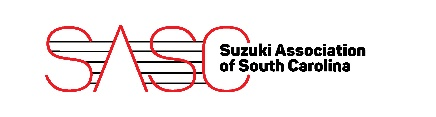 SASC
Suzuki Association
of South Carolina